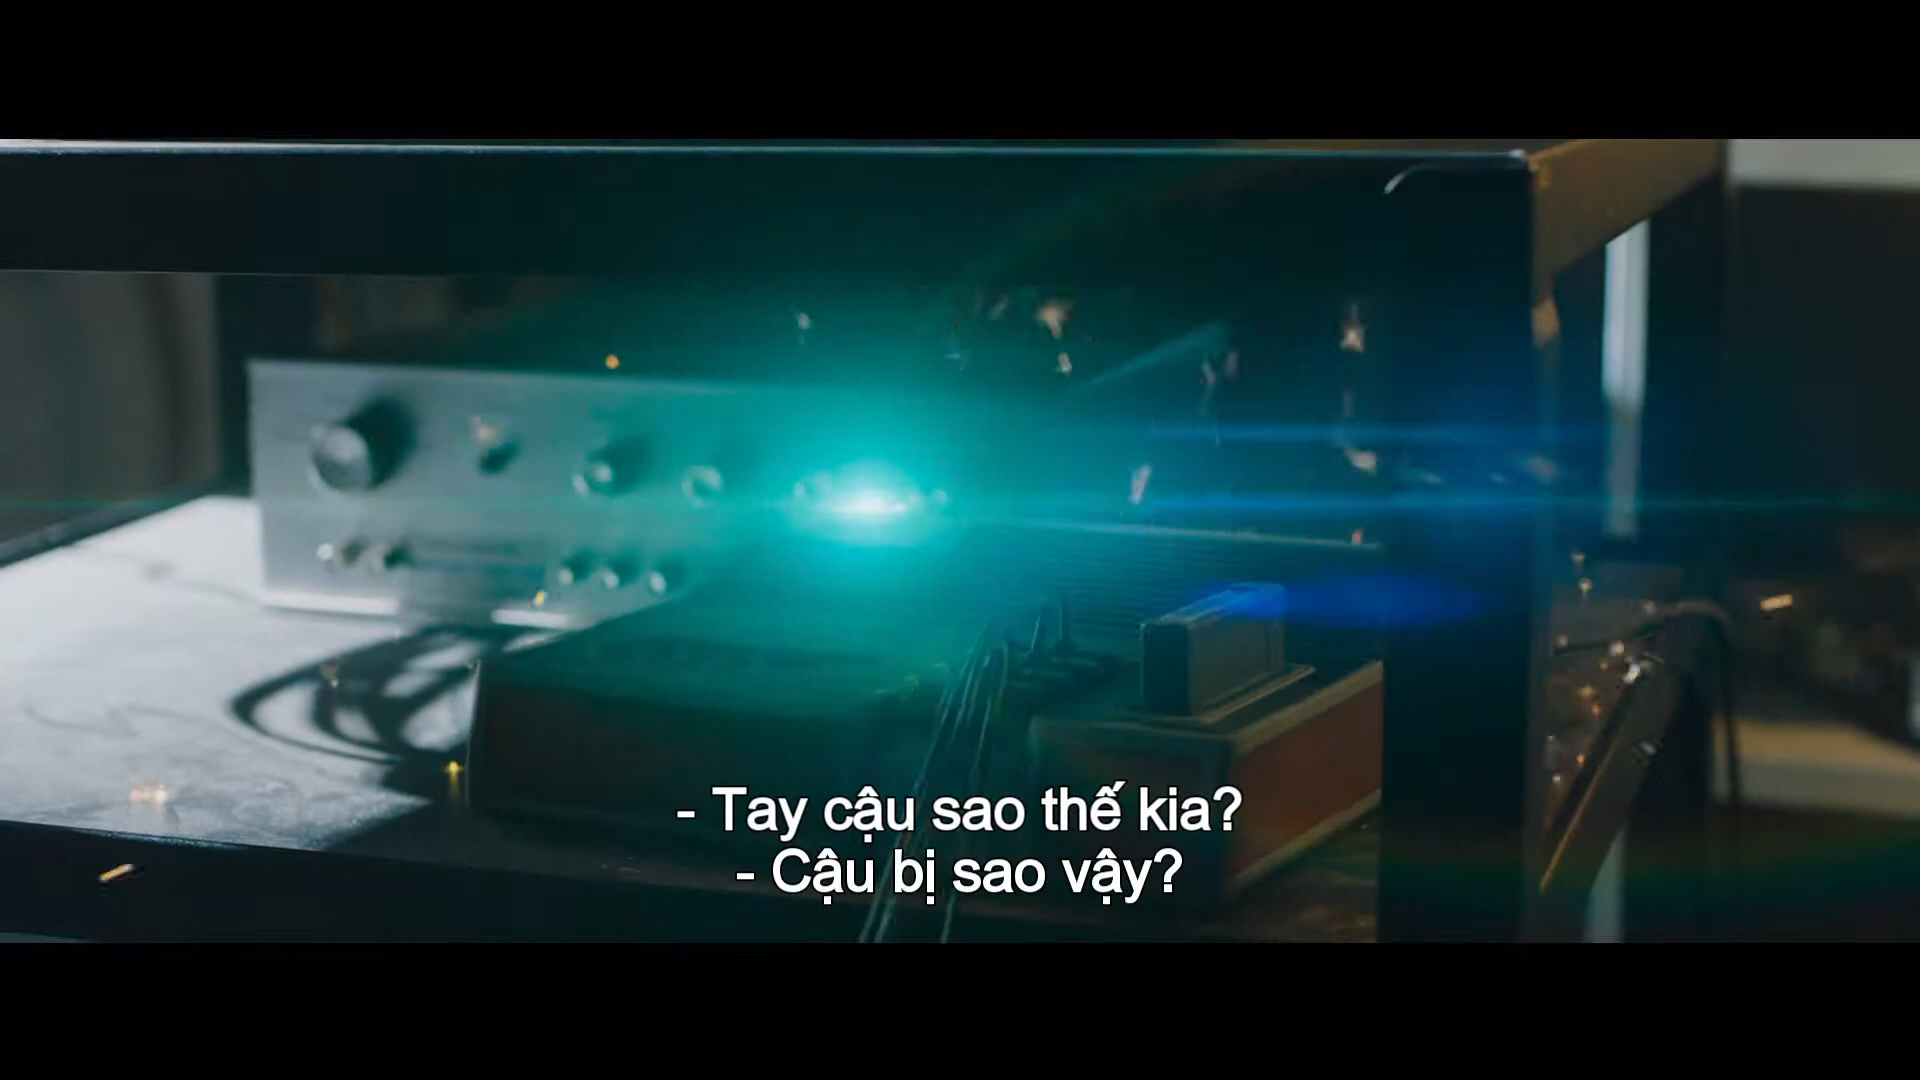 - Tay cậu sao thế kia?
- Cậu bị sao vậy?